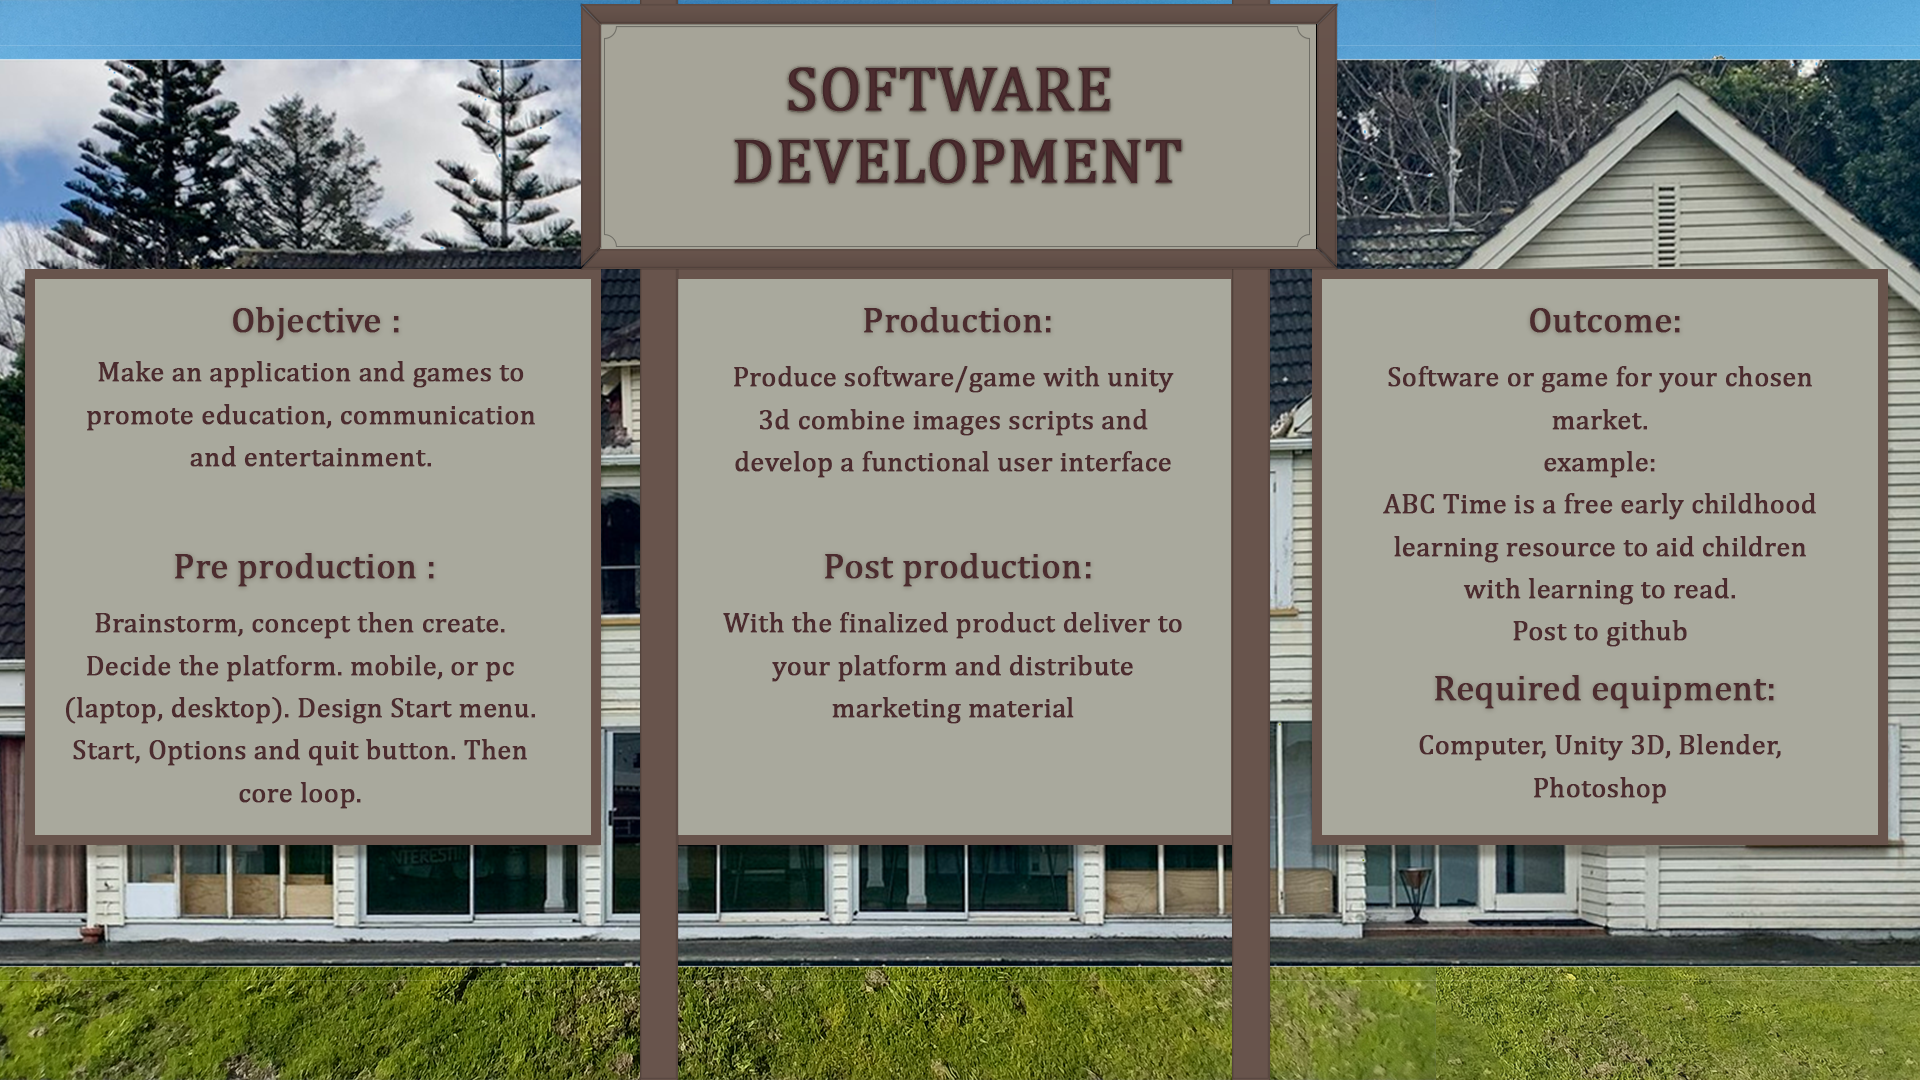 SOFTWARE
DEVELOPMENT
Objective :
Make an application and games to
promote education, communication
and entertainment.
Pre production :
Brainstorm, concept then create.
Decide the platform. mobile, or pc
(laptop, desktop). Design Start menu.
Start, Options and quit button. Then
core loop.
Production:
Produce software/game with unity
3d combine images scripts and
develop a functional user interface
Post production:
With the finalized product deliver to
your platform and distribute
marketing material
Outcome:
Software or game for your chosen
market.
example:
ABC Time is a free early childhood
learning resource to aid children
with learning to read.
Post to github
Required equipment:
Computer, Unity 3D, Blender,
Photoshop